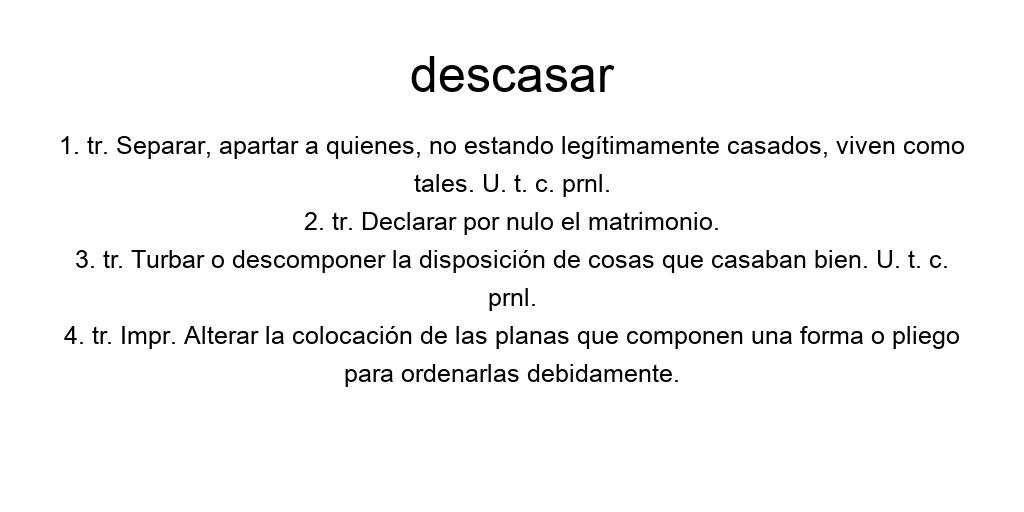 descasar
1. tr. Separar, apartar a quienes, no estando legítimamente casados, viven como
tales. U. t. c. prnl.
2. tr. Declarar por nulo el matrimonio.
3. tr. Turbar o descomponer la disposición de cosas que casaban bien. U. t. c.
prnl.
4. tr. Impr. Alterar la colocación de las planas que componen una forma o pliego
para ordenarlas debidamente.